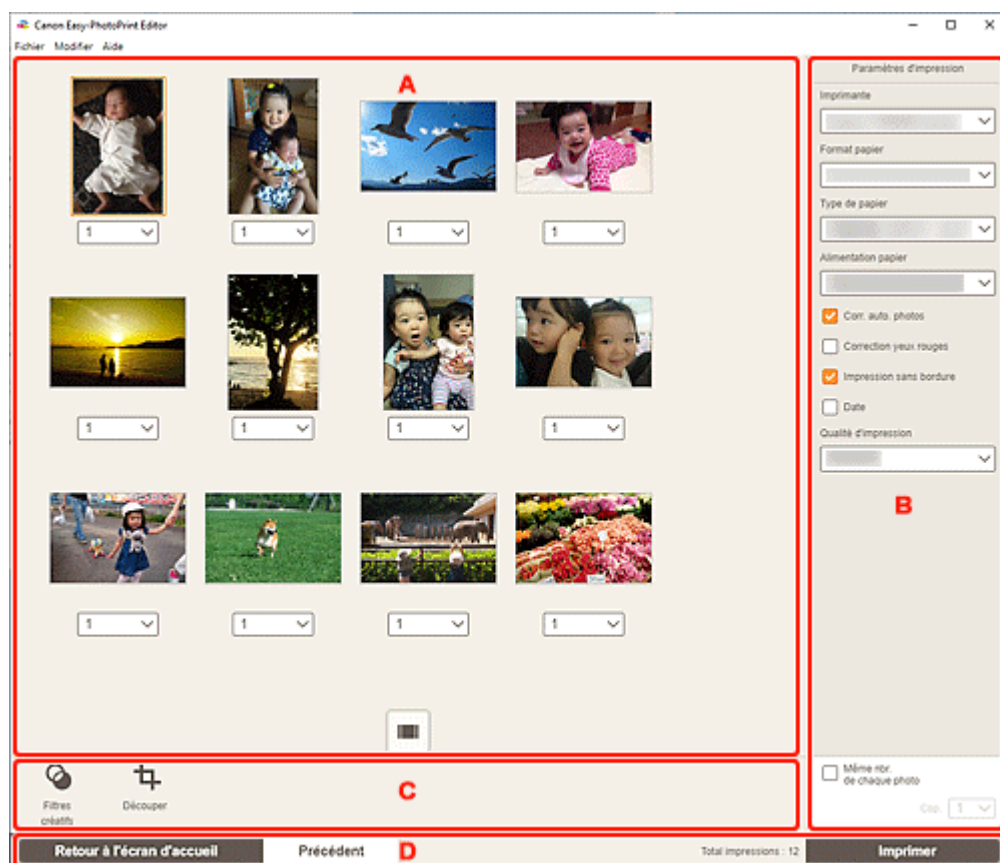 Canon Easy-PhotoPrint Editor
Fichier Modifier Aide
A
Paramètres d'impression
Imprimante
Format papier
Type de papier
Alimentation papier
Corr. auto. photos
Correction yeux rouges
Impression sans bordure
Date
Qualité d'impression
B
1 1 1 1
1 1 1 1
1 1 1 1
Filtres
créatifs
Découper
C
Même nbr.
de chaque photo
Cop. 1
Retour à l'écran d'accueil
Précédent
D
Total impressions : 12
Imprimer